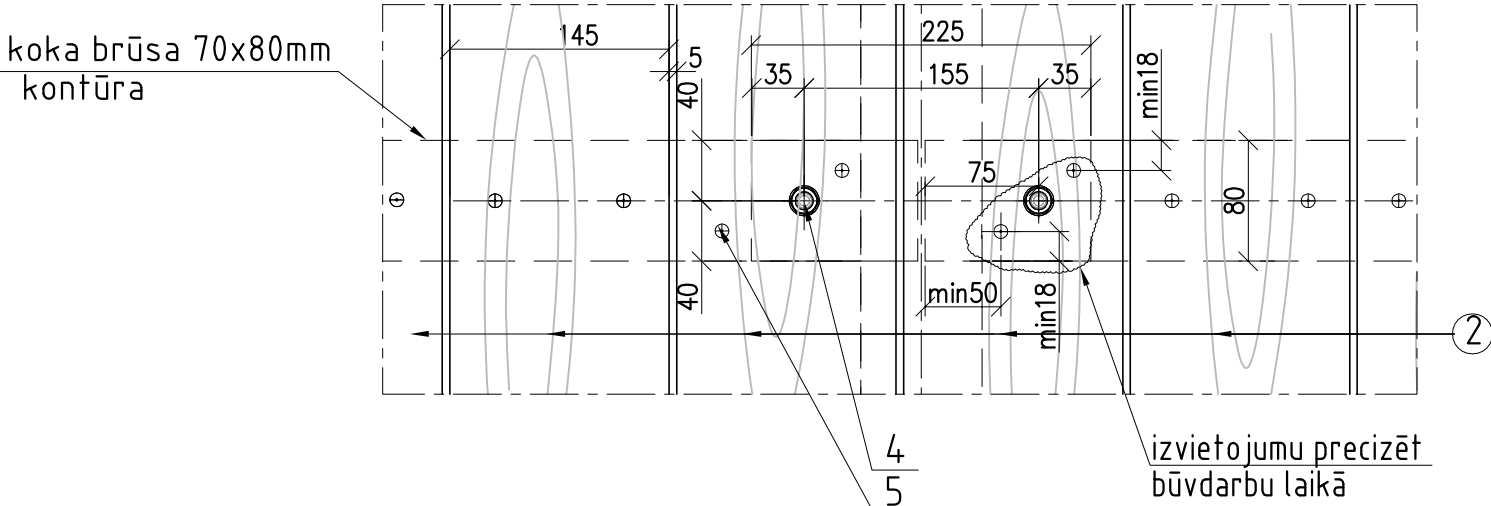 koka brūsa 70x80mm
kontūra
145
225
5
35
155
35
40
min18
75
80
min50
40
min18
2
4
5
izvietojumu precizēt
būvdarbu laikā